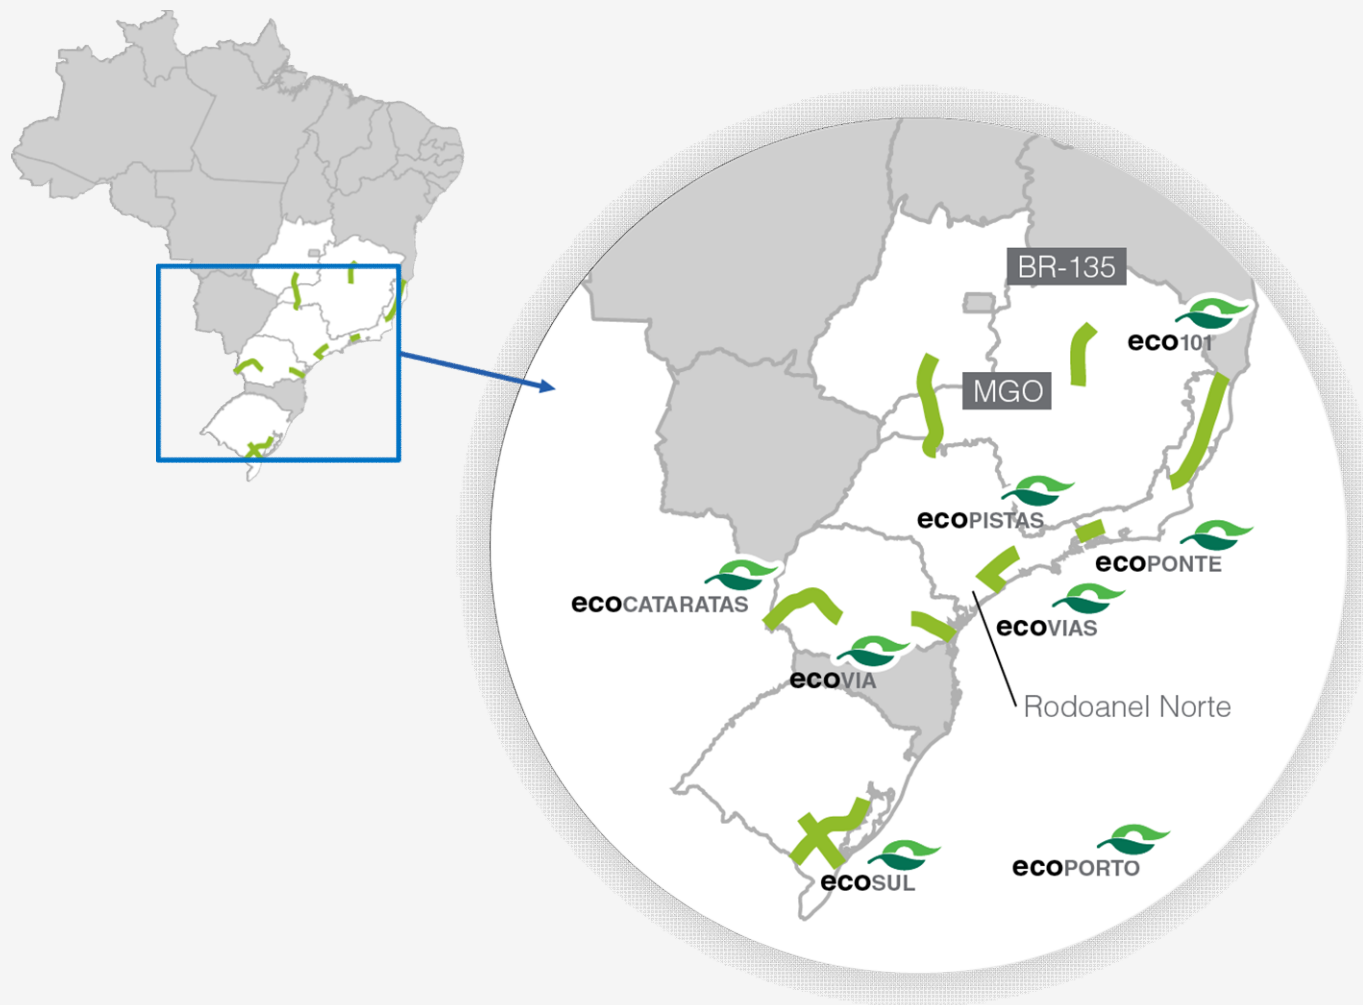 BR-135
eco101
MGO
ecoPISTAS
ecoPONTE
ecoCATARATAS
ecoVIAS
ecoVIA
Rodoanel Norte
ecoPORTO
ecoSUL